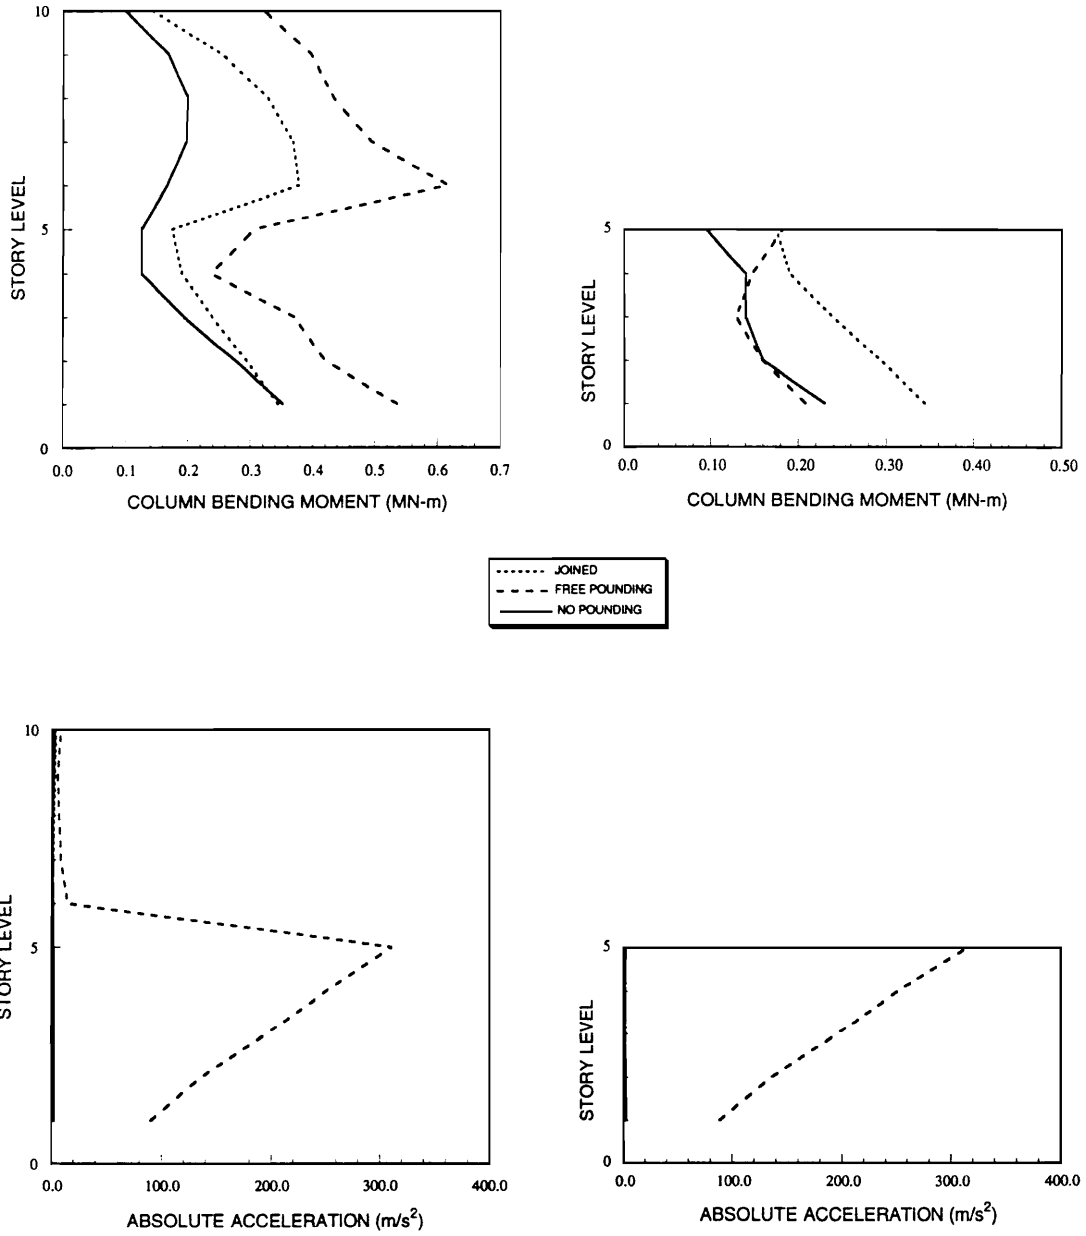 10
5
0
STORY LEVEL
0.0 0.1 0.2 0.3 0.4 0.5 0.6 0.7
COLUMN BENDING MOMENT (MN-m)
5
0
STORY LEVEL
0.0 0.10 0.20 0.30 0.40 0.50
COLUMN BENDING MOMENT (MN-m)
JOINED
FREE POUNDING
NO POUNDING
10
5
0
STORY LEVEL
0.0 100.0 200.0 300.0 400.0
ABSOLUTE ACCELERATION (m/s²)
5
0
STORY LEVEL
0.0 100.0 200.0 300.0 400.0
ABSOLUTE ACCELERATION (m/s²)